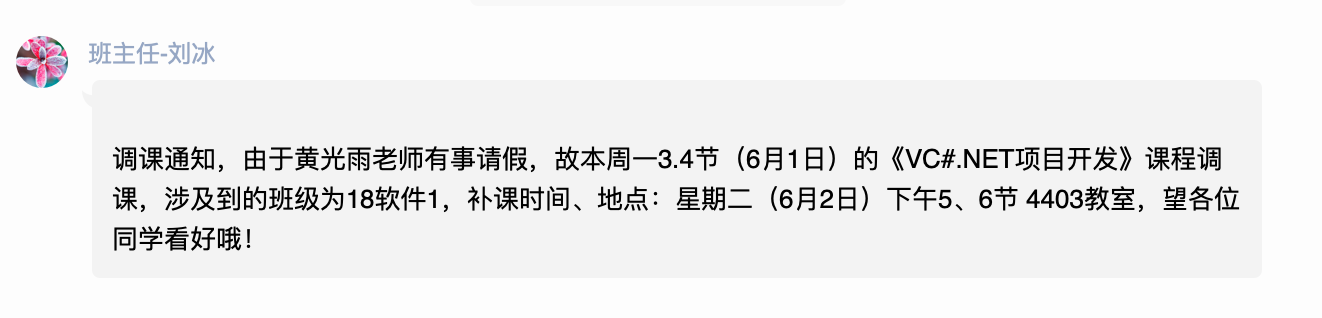 班主任-刘冰
调课通知，由于黄光雨老师有事请假，故本周一3.4节（6月1日）的《VC#.NET项目开发》课程调
课，涉及到的班级为18软件1，补课时间、地点：星期二（6月2日）下午5、6节 4403教室，望各位
同学看好哦！